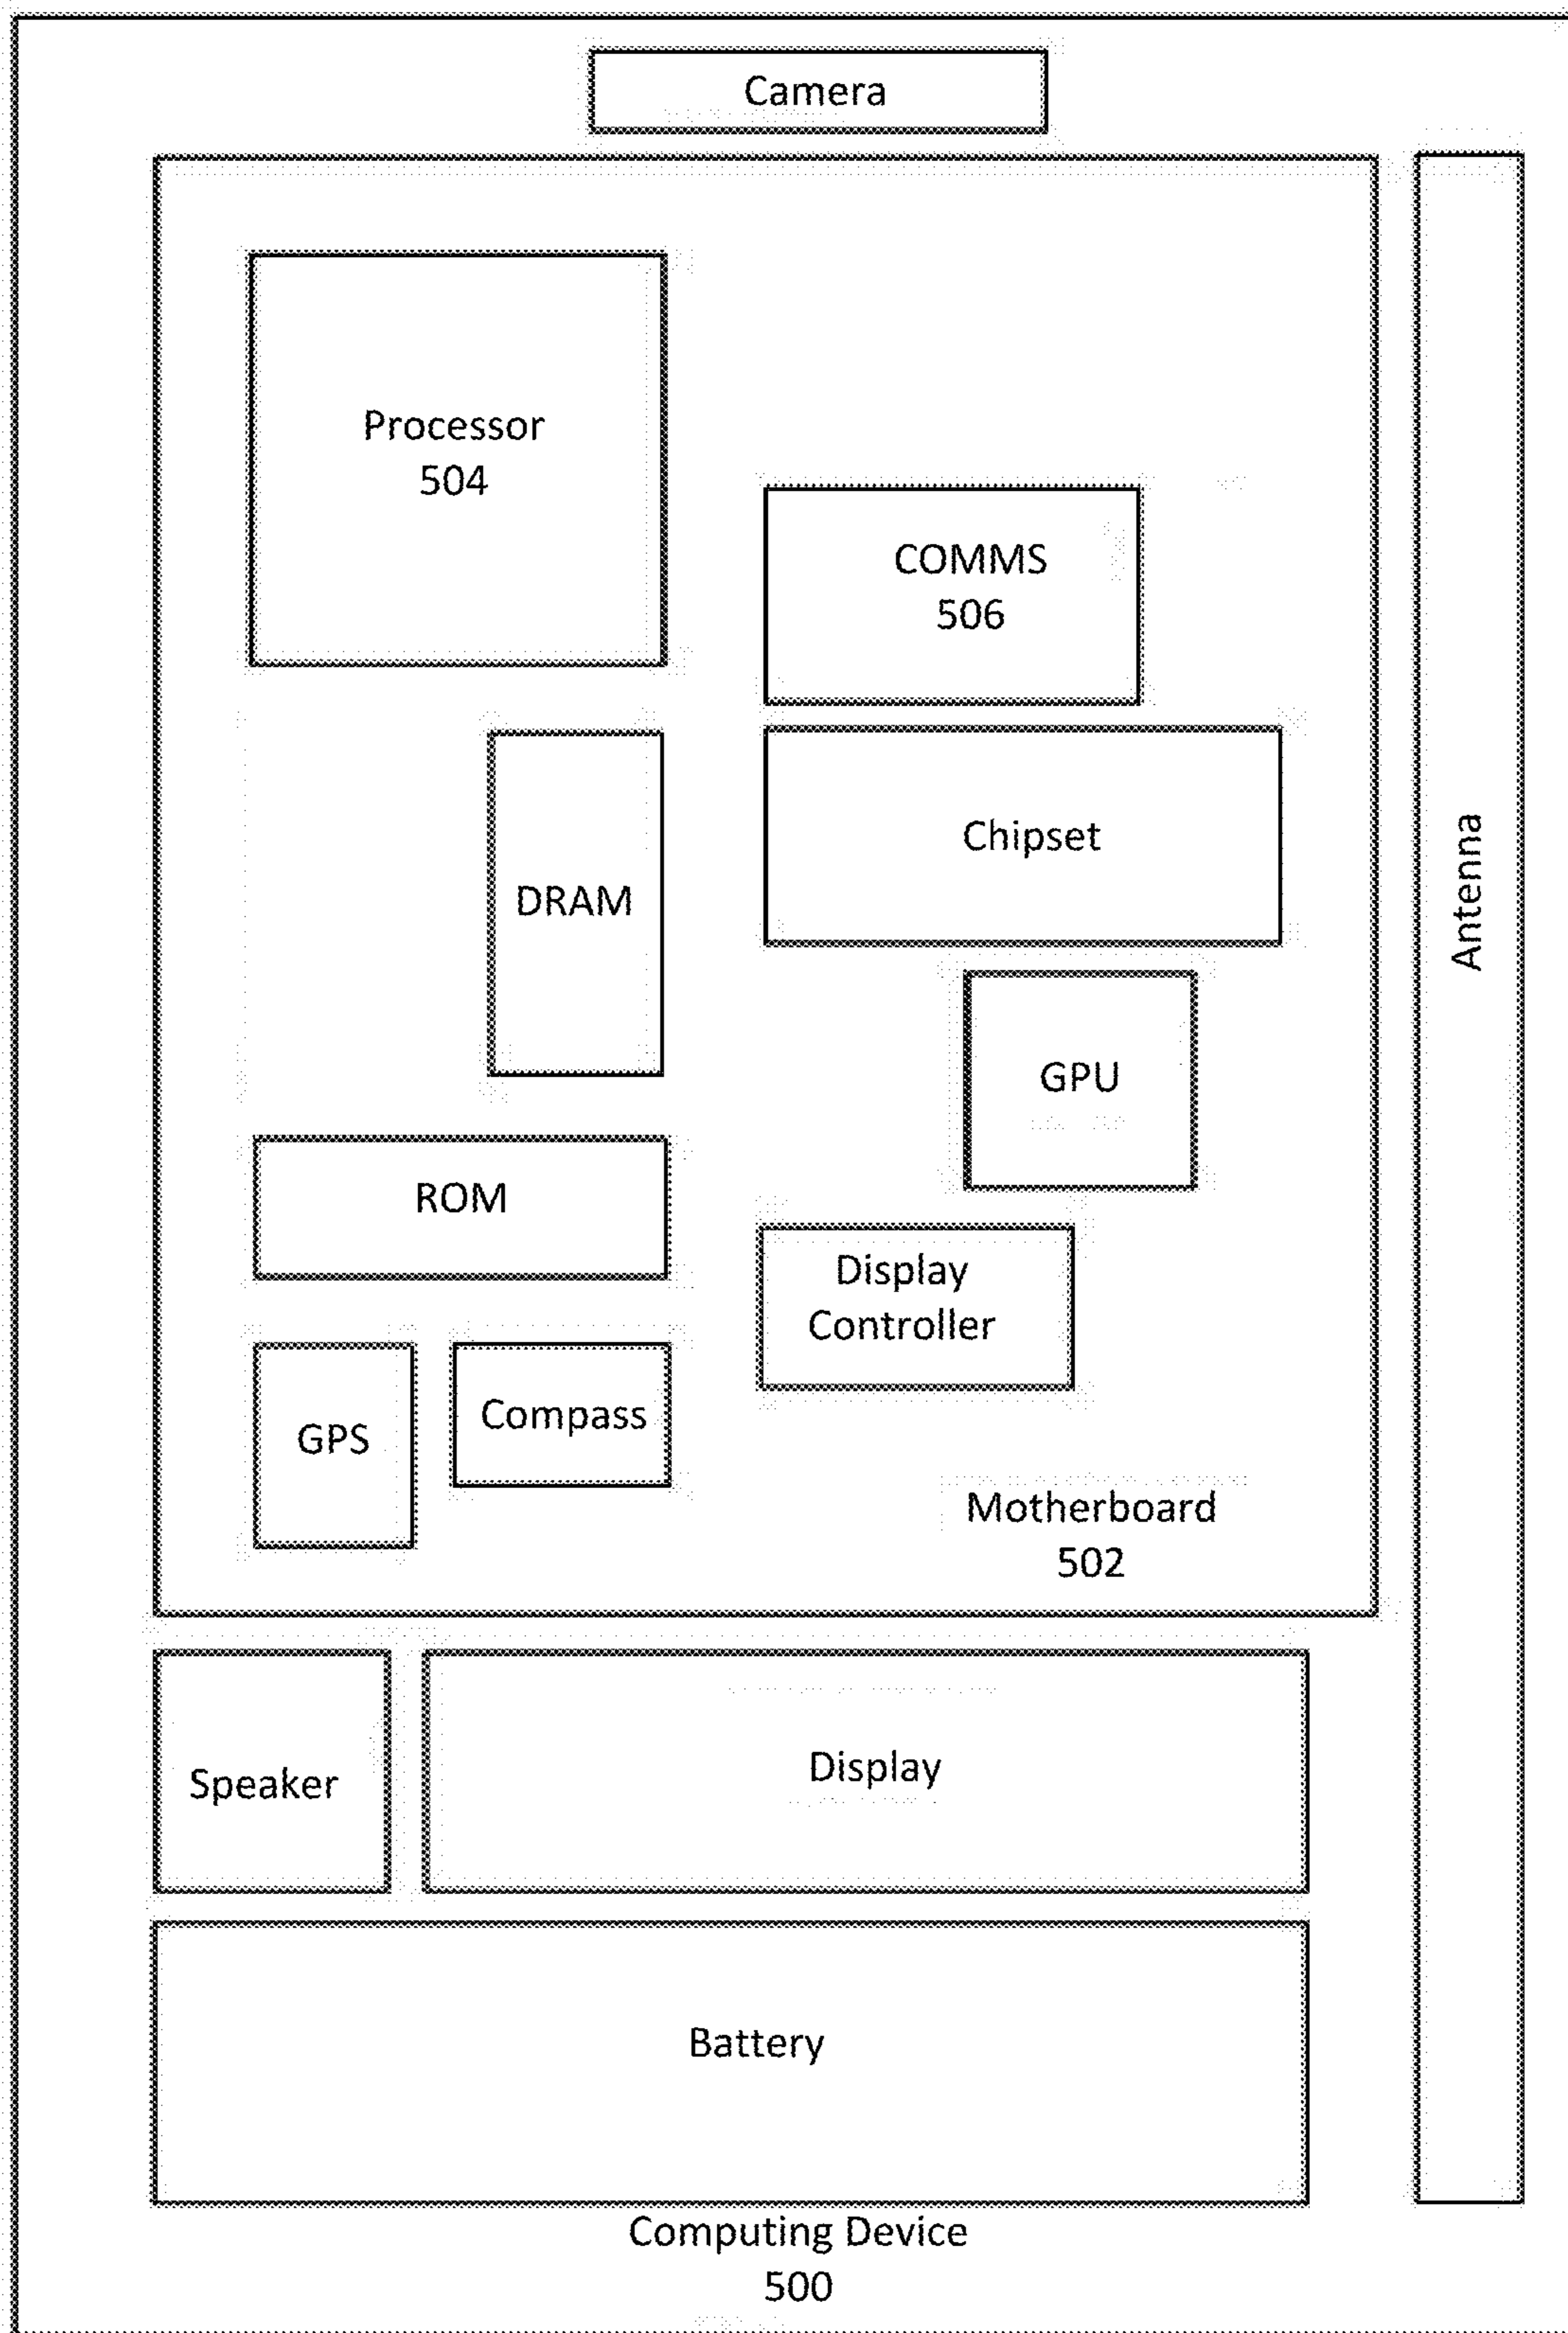 Camera
Processor
504
COMMS
506
Chipset
DRAM
Antenna
GPU
ROM
Display
Controller
GPS
Compass
Motherboard
502
Speaker
Display
Battery
Computing Device
500